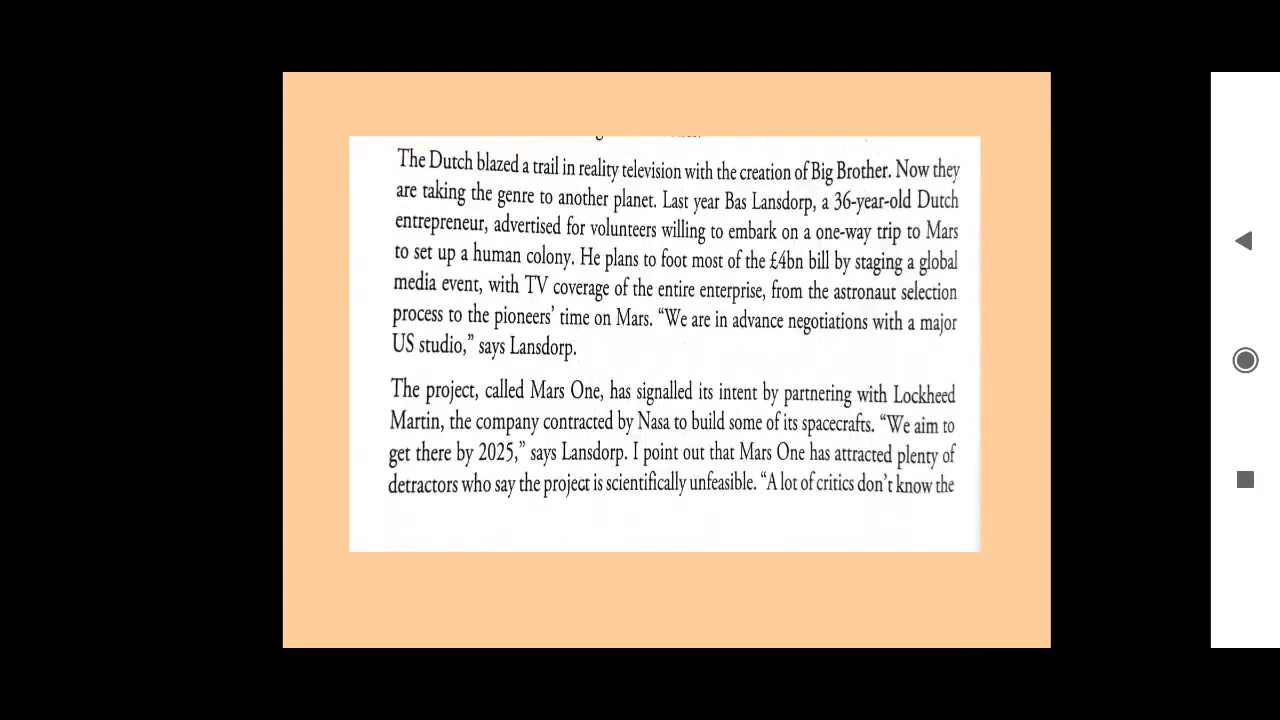 The Dutch blazed a trail in reality television with the creation of Big Brother. Now they
are taking the genre to another planet. Last year Bas Lansdorp, a 36-year-old Dutch
entrepreneur, advertised for volunteers willing to embark on a one-way trip to Mars
to set up a human colony. He plans to foot most of the £4bn bill by staging a global
media event, with TV coverage of the entire enterprise, from the astronaut selection
process to the pioneers’ time on Mars. “We are in advance negotiations with a major
US studio,” says Lansdorp.
The project, called Mars One, has signalled its intent by partnering with Lockheed
Martin, the company contracted by Nasa to build some of its spacecrafts. “We aim to
get there by 2025,” says Lansdorp. I point out that Mars One has attracted plenty of
detractors who say the project is scientifically unfeasible. “A lot of critics don’t know the